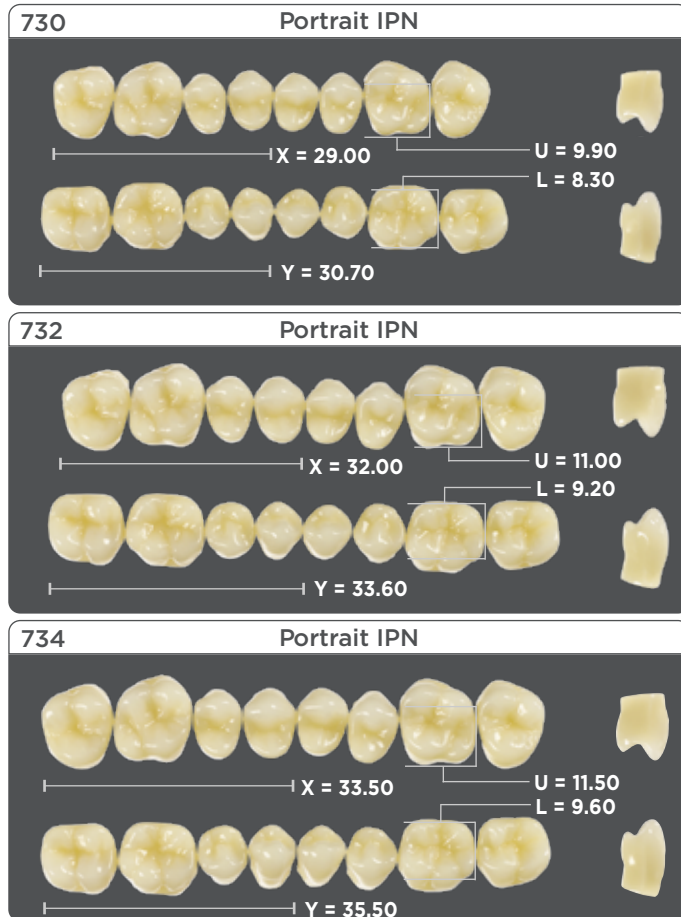 730 Portrait IPN
X = 29.00
U = 9.90
L = 8.30
Y = 30.70
732 Portrait IPN
X = 32.00
U = 11.00
L = 9.20
Y = 33.60
734 Portrait IPN
X = 33.50
U = 11.50
L = 9.60
Y = 35.50